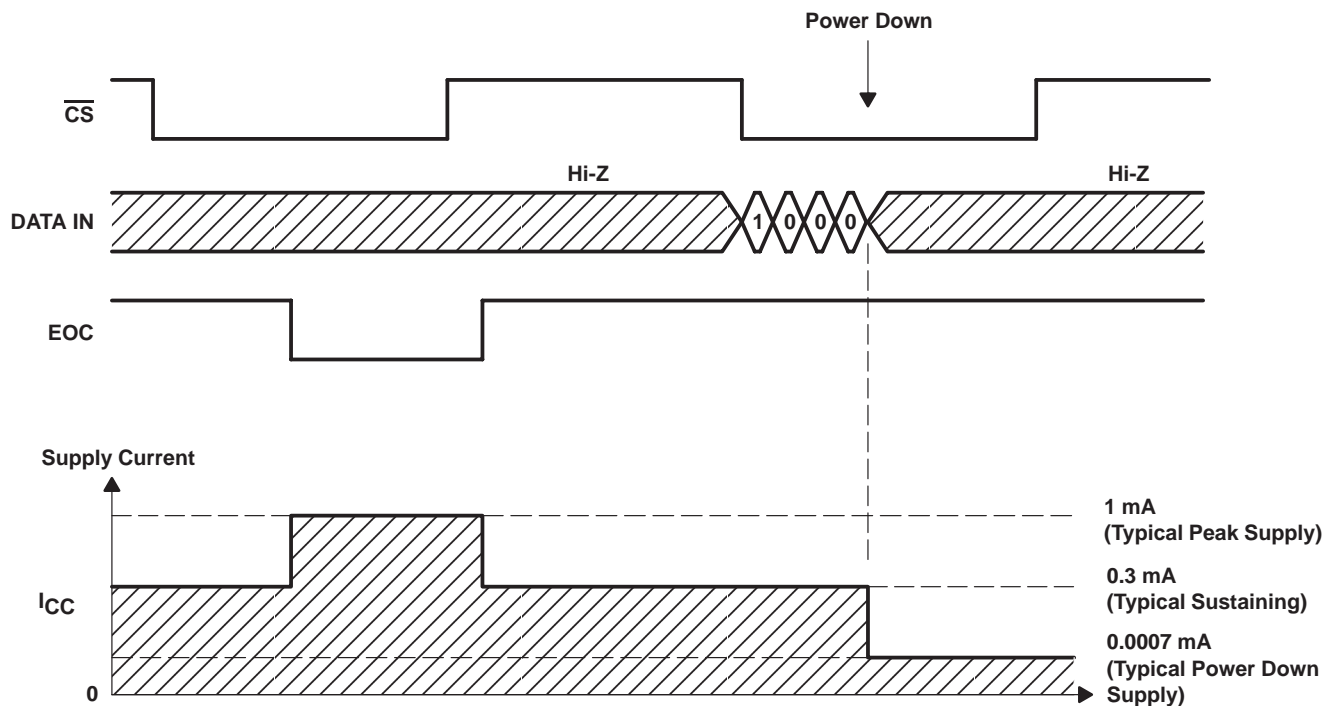 Power Down
CS
Hi-Z
Hi-Z
DATA IN
1 0 0 0
EOC
Supply Current
1 mA
(Typical Peak Supply)
0.3 mA
(Typical Sustaining)
ICC
0.0007 mA
(Typical Power Down
Supply)
0